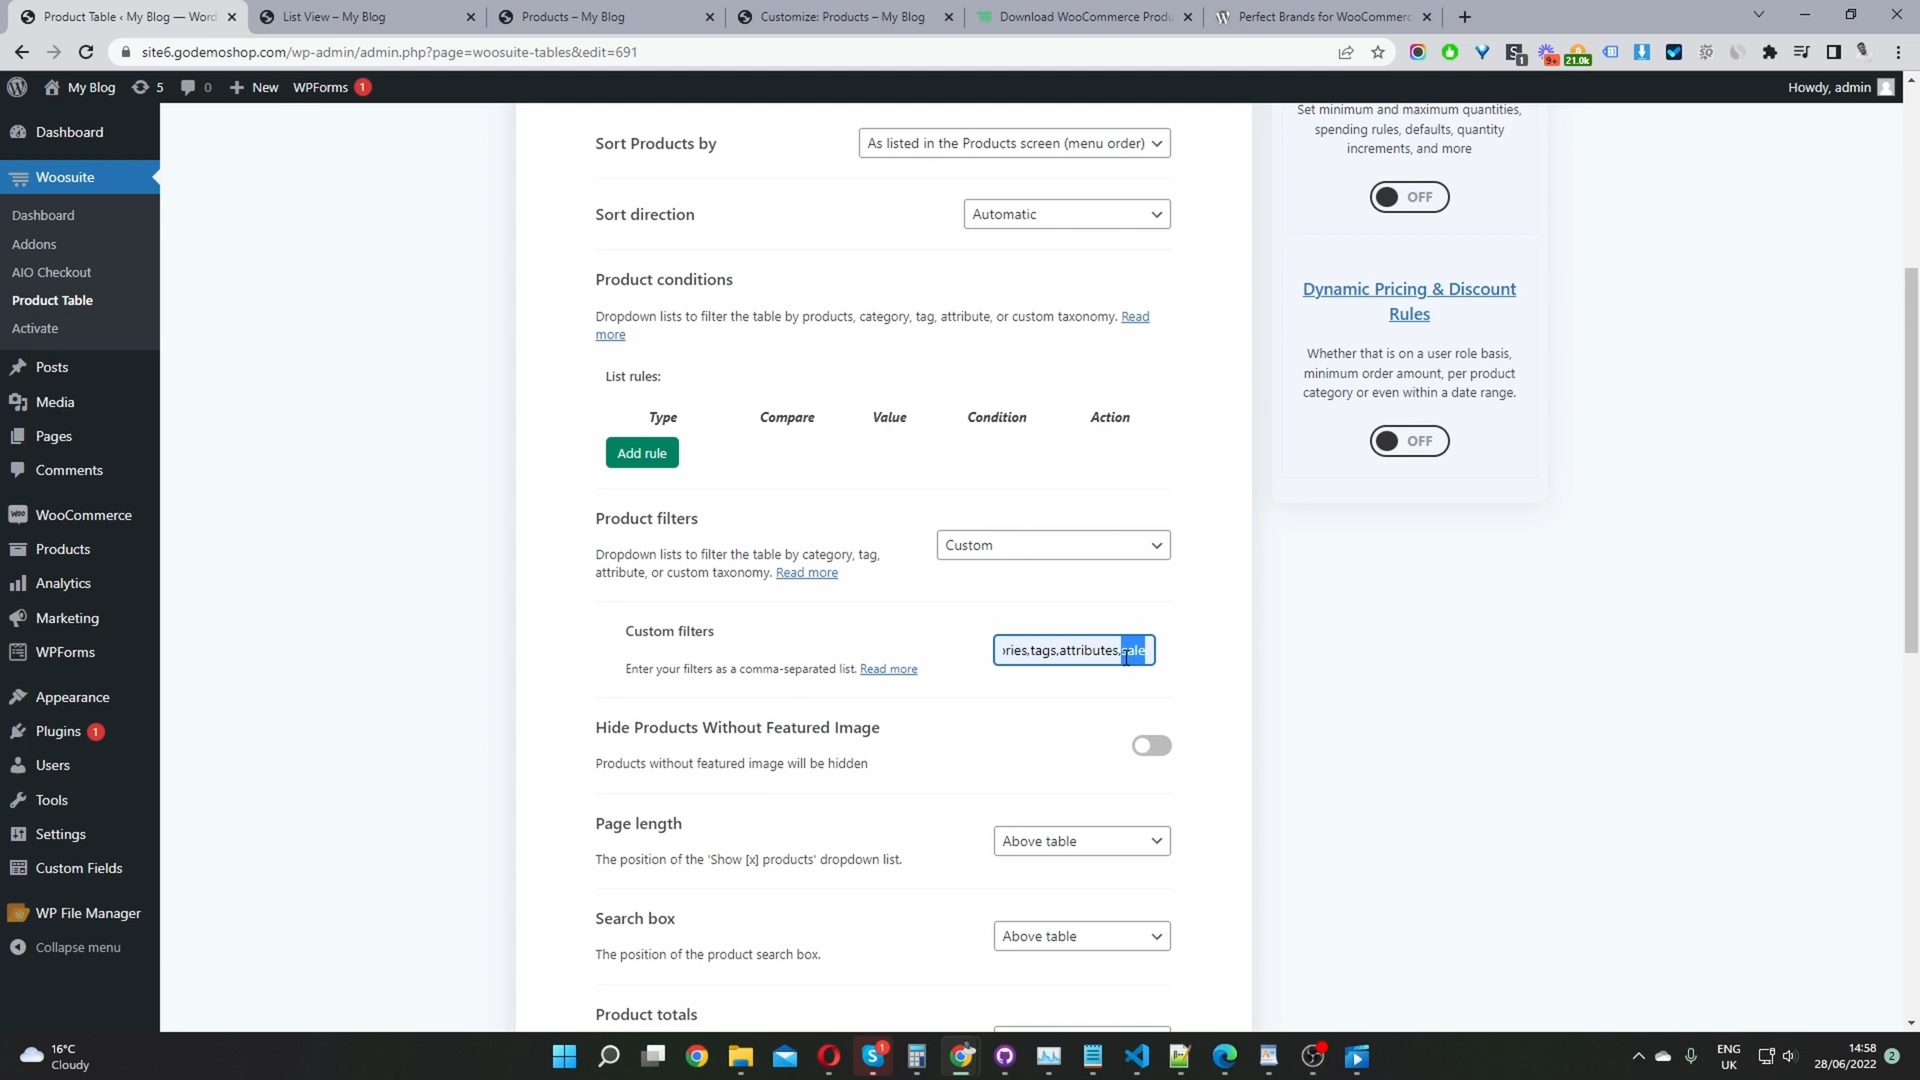 Product Table ‹ My Blog — Word
List View – My Blog
Products – My Blog
Customize: Products – My Blog
Download WooCommerce Produ
Perfect Brands for WooCommerc
site6.godemoshop.com/wp-admin/admin.php?page=woosuite-tables&edit=691
1
9+
21.0k
My Blog
5
0
New
WPForms 1
Howdy, admin
Dashboard
Woosuite
Dashboard
Addons
AIO Checkout
Product Table
Activate
Posts
Media
Pages
Comments
WooCommerce
Products
Analytics
Marketing
WPForms
Appearance
Plugins 1
Users
Tools
Settings
Custom Fields
WP File Manager
Collapse menu
Sort Products by
As listed in the Products screen (menu order)
Sort direction
Automatic
Product conditions
Dropdown lists to filter the table by products, category, tag, attribute, or custom taxonomy. Read
more
List rules:
Type Compare Value Condition Action
Add rule
Product filters
Custom
Dropdown lists to filter the table by category, tag,
attribute, or custom taxonomy. Read more
Custom filters
ries,tags,attributes,sale
Enter your filters as a comma-separated list. Read more
Hide Products Without Featured Image
Products without featured image will be hidden
Page length
Above table
The position of the 'Show [x] products' dropdown list.
Search box
Above table
The position of the product search box.
Product totals
Set minimum and maximum quantities,
spending rules, defaults, quantity
increments, and more
OFF
Dynamic Pricing & Discount
Rules
Whether that is on a user role basis,
minimum order amount, per product
category or even within a date range.
OFF
16°C
Cloudy
1
ENG
UK
14:58
28/06/2022
2